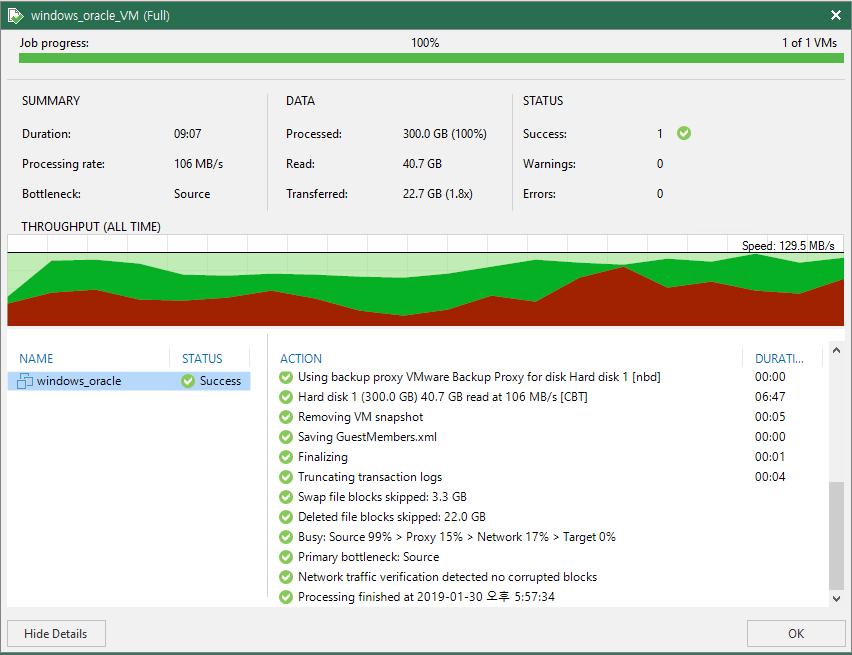 windows_oracle_VM (Full)
Job progress: 100% 1 of 1 VMs
SUMMARY
Duration: 09:07
Processing rate: 106 MB/s
Bottleneck: Source
DATA
Processed: 300.0 GB (100%)
Read: 40.7 GB
Transferred: 22.7 GB (1.8x)
STATUS
Success: 1
Warnings: 0
Errors: 0
THROUGHPUT (ALL TIME)
Speed: 129.5 MB/s
NAME STATUS
windows_oracle Success
ACTION DURATI...
Using backup proxy VMware Backup Proxy for disk Hard disk 1 [nbd] 00:00
Hard disk 1 (300.0 GB) 40.7 GB read at 106 MB/s [CBT] 06:47
Removing VM snapshot 00:05
Saving GuestMembers.xml 00:00
Finalizing 00:01
Truncating transaction logs 00:04
Swap file blocks skipped: 3.3 GB
Deleted file blocks skipped: 22.0 GB
Busy: Source 99% > Proxy 15% > Network 17% > Target 0%
Primary bottleneck: Source
Network traffic verification detected no corrupted blocks
Processing finished at 2019-01-30 오후 5:57:34
Hide Details OK